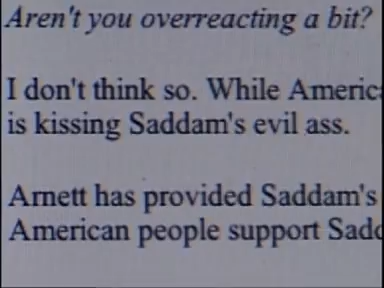 Aren't you overreacting a bit?
I don't think so. While
is kissing Saddam's evil ass.
Arnett has provided Saddam's
American people support